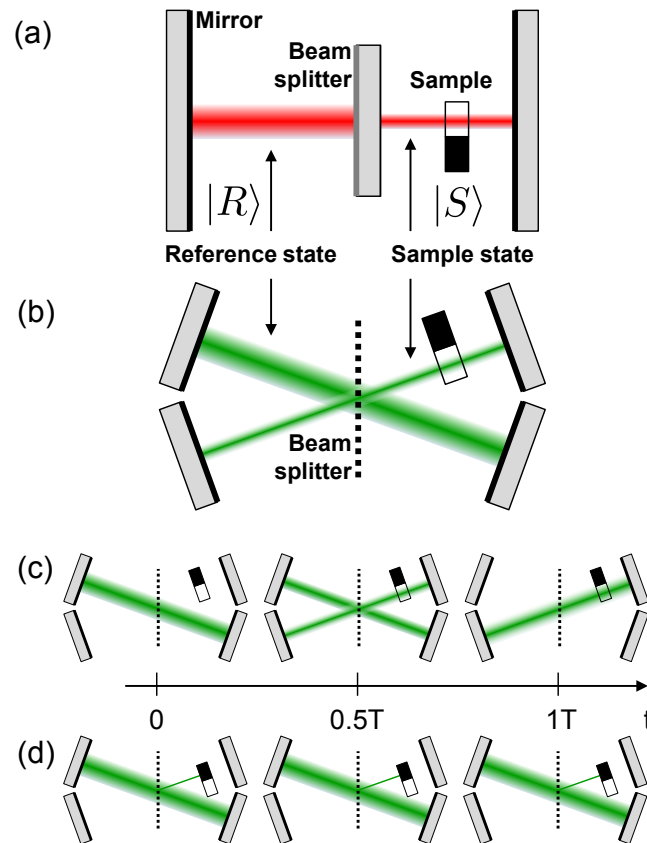 (a)
Mirror
Beam
splitter
Sample
|R⟩
|S⟩
Reference state
Sample state
(b)
Beam
splitter
(c)
0
0.5T
1T
t
(d)